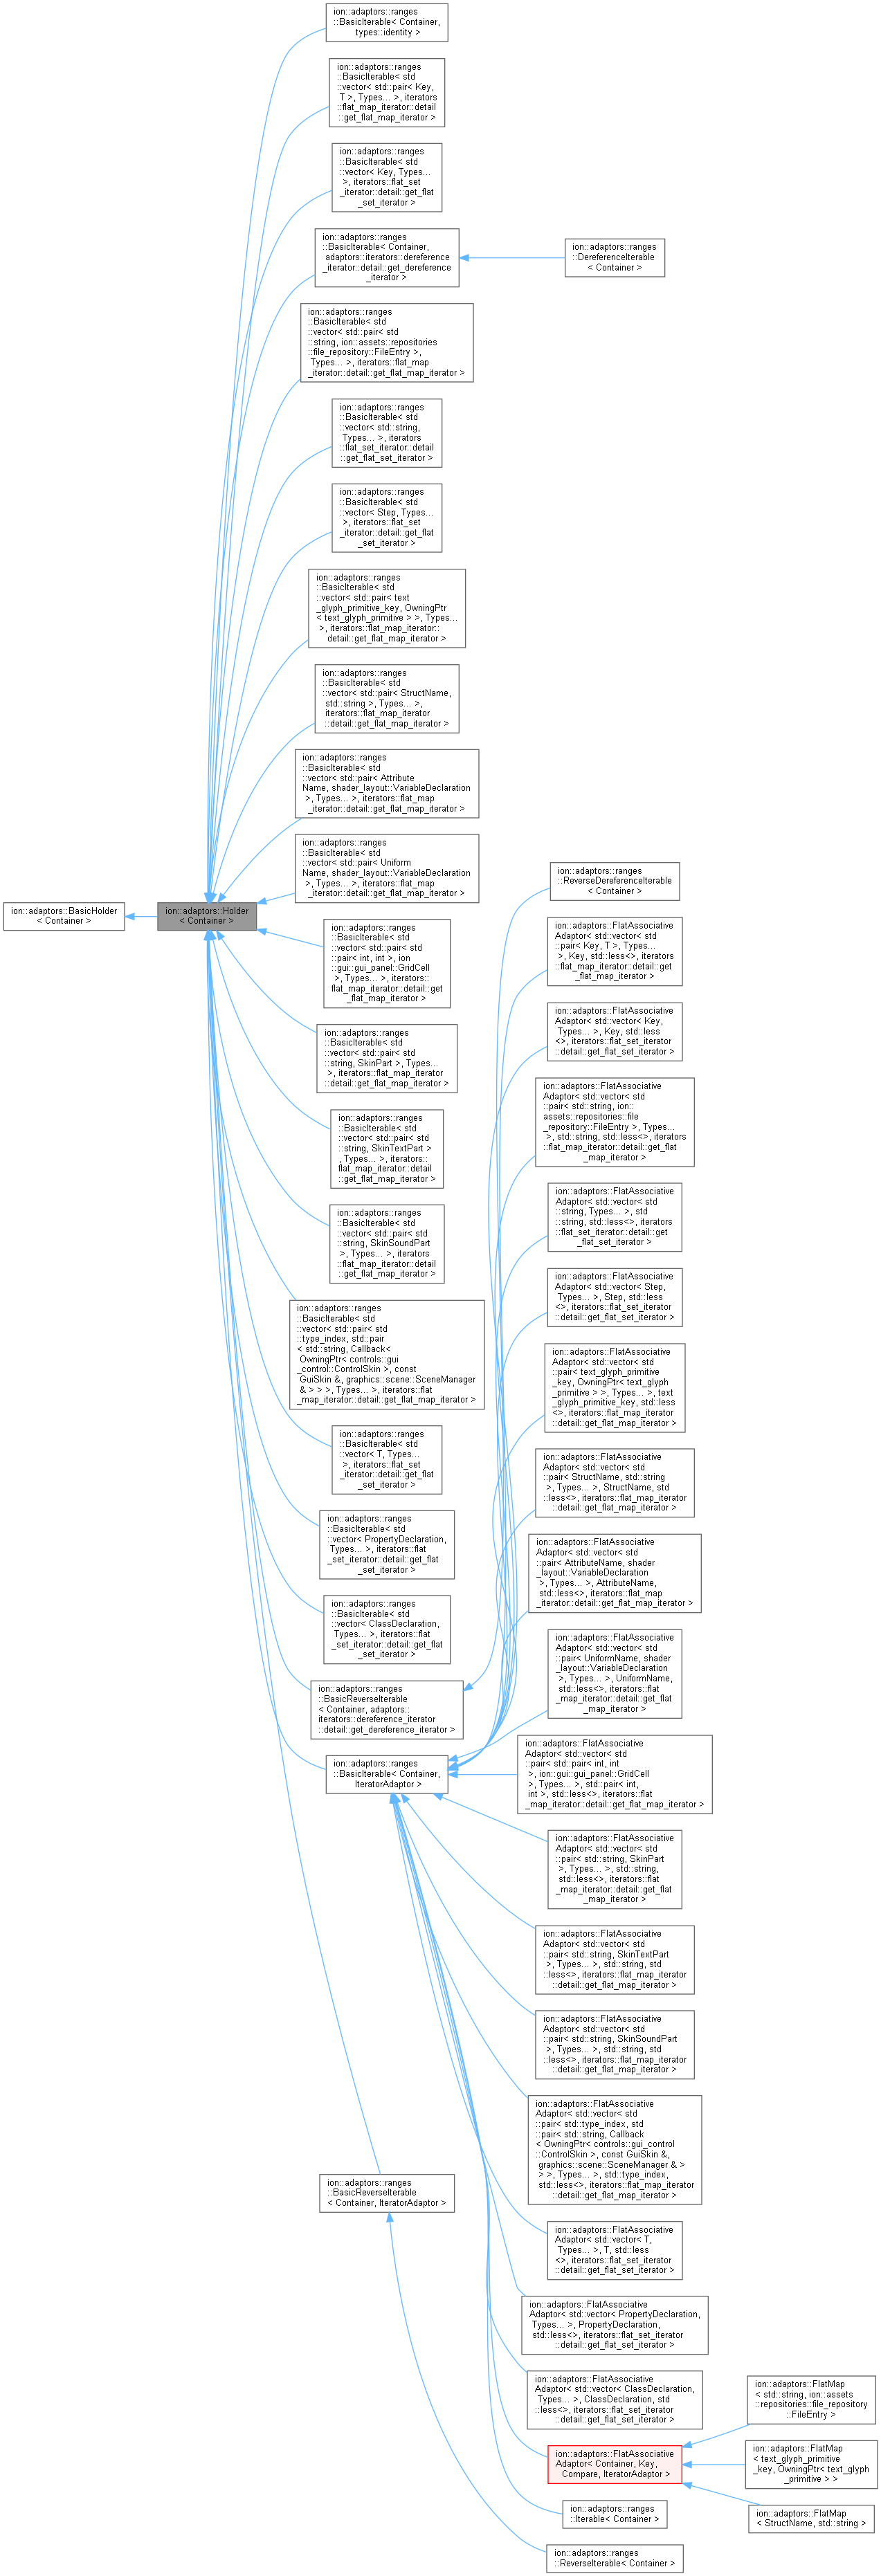 ion::adaptors::BasicHolder
< Container >
ion::adaptors::Holder
< Container >
ion::adaptors::ranges
::BasicIterable< Container,
types::identity >
ion::adaptors::ranges
::BasicIterable< std
::vector< std::pair< Key,
T >, Types... >, iterators
::flat_map_iterator::detail
::get_flat_map_iterator >
ion::adaptors::ranges
::BasicIterable< std
::vector< Key, Types...
>, iterators::flat_set
_iterator::detail::get_flat
_set_iterator >
ion::adaptors::ranges
::BasicIterable< Container,
adaptors::iterators::dereference
_iterator::detail::get_dereference
_iterator >
ion::adaptors::ranges
::DereferenceIterable
< Container >
ion::adaptors::ranges
::BasicIterable< std
::vector< std::pair< std
::string, ion::assets::repositories
::file_repository::FileEntry >,
Types... >, iterators::flat_map
_iterator::detail::get_flat_map_iterator >
ion::adaptors::ranges
::BasicIterable< std
::vector< std::string,
Types... >, iterators
::flat_set_iterator::detail
::get_flat_set_iterator >
ion::adaptors::ranges
::BasicIterable< std
::vector< Step, Types...
>, iterators::flat_set
_iterator::detail::get_flat
_set_iterator >
ion::adaptors::ranges
::BasicIterable< std
::vector< std::pair< text
_glyph_primitive_key, OwningPtr
< text_glyph_primitive > >, Types...
>, iterators::flat_map_iterator::
detail::get_flat_map_iterator >
ion::adaptors::ranges
::BasicIterable< std
::vector< std::pair< StructName,
std::string >, Types... >,
iterators::flat_map_iterator
::detail::get_flat_map_iterator >
ion::adaptors::ranges
::BasicIterable< std
::vector< std::pair< Attribute
Name, shader_layout::VariableDeclaration
>, Types... >, iterators::flat_map
_iterator::detail::get_flat_map_iterator >
ion::adaptors::ranges
::BasicIterable< std
::vector< std::pair< Uniform
Name, shader_layout::VariableDeclaration
>, Types... >, iterators::flat_map
_iterator::detail::get_flat_map_iterator >
ion::adaptors::ranges
::BasicIterable< std
::vector< std::pair< std
::pair< int, int >, ion
::gui::gui_panel::GridCell
>, Types... >, iterators::
flat_map_iterator::detail::get
_flat_map_iterator >
ion::adaptors::ranges
::BasicIterable< std
::vector< std::pair< std
::string, SkinPart >, Types...
>, iterators::flat_map_iterator
::detail::get_flat_map_iterator >
ion::adaptors::ranges
::BasicIterable< std
::vector< std::pair< std
::string, SkinTextPart >
, Types... >, iterators::
flat_map_iterator::detail
::get_flat_map_iterator >
ion::adaptors::ranges
::BasicIterable< std
::vector< std::pair< std
::string, SkinSoundPart
>, Types... >, iterators
::flat_map_iterator::detail
::get_flat_map_iterator >
ion::adaptors::ranges
::BasicIterable< std
::vector< std::pair< std
::type_index, std::pair
< std::string, Callback<
OwningPtr< controls::gui
_control::ControlSkin >, const
GuiSkin &, graphics::scene::SceneManager
& > > >, Types... >, iterators::flat
_map_iterator::detail::get_flat_map_iterator >
ion::adaptors::ranges
::BasicIterable< std
::vector< T, Types...
>, iterators::flat_set
_iterator::detail::get_flat
_set_iterator >
ion::adaptors::ranges
::BasicIterable< std
::vector< PropertyDeclaration,
Types... >, iterators::flat
_set_iterator::detail::get_flat
_set_iterator >
ion::adaptors::ranges
::BasicIterable< std
::vector< ClassDeclaration,
Types... >, iterators::flat
_set_iterator::detail::get_flat
_set_iterator >
ion::adaptors::ranges
::BasicReverseIterable
< Container, adaptors::
iterators::dereference_iterator
::detail::get_dereference_iterator >
ion::adaptors::ranges
::BasicIterable< Container,
IteratorAdaptor >
ion::adaptors::ranges
::BasicReverseIterable
< Container, IteratorAdaptor >
ion::adaptors::ranges
::ReverseDereferenceIterable
< Container >
ion::adaptors::FlatAssociative
Adaptor< std::vector< std
::pair< Key, T >, Types...
>, Key, std::less<>, iterators
::flat_map_iterator::detail::get
_flat_map_iterator >
ion::adaptors::FlatAssociative
Adaptor< std::vector< Key,
Types... >, Key, std::less
<>, iterators::flat_set_iterator
::detail::get_flat_set_iterator >
ion::adaptors::FlatAssociative
Adaptor< std::vector< std
::pair< std::string, ion::
assets::repositories::file
_repository::FileEntry >, Types...
>, std::string, std::less<>, iterators
::flat_map_iterator::detail::get_flat
_map_iterator >
ion::adaptors::FlatAssociative
Adaptor< std::vector< std
::string, Types... >, std
::string, std::less<>, iterators
::flat_set_iterator::detail::get
_flat_set_iterator >
ion::adaptors::FlatAssociative
Adaptor< std::vector< Step,
Types... >, Step, std::less
<>, iterators::flat_set_iterator
::detail::get_flat_set_iterator >
ion::adaptors::FlatAssociative
Adaptor< std::vector< std
::pair< text_glyph_primitive
_key, OwningPtr< text_glyph
_primitive > >, Types... >, text
_glyph_primitive_key, std::less
<>, iterators::flat_map_iterator
::detail::get_flat_map_iterator >
ion::adaptors::FlatAssociative
Adaptor< std::vector< std
::pair< StructName, std::string
>, Types... >, StructName, std
::less<>, iterators::flat_map_iterator
::detail::get_flat_map_iterator >
ion::adaptors::FlatAssociative
Adaptor< std::vector< std
::pair< AttributeName, shader
_layout::VariableDeclaration
>, Types... >, AttributeName,
std::less<>, iterators::flat_map
_iterator::detail::get_flat_map_iterator >
ion::adaptors::FlatAssociative
Adaptor< std::vector< std
::pair< UniformName, shader
_layout::VariableDeclaration
>, Types... >, UniformName,
std::less<>, iterators::flat
_map_iterator::detail::get_flat
_map_iterator >
ion::adaptors::FlatAssociative
Adaptor< std::vector< std
::pair< std::pair< int, int
>, ion::gui::gui_panel::GridCell
>, Types... >, std::pair< int,
int >, std::less<>, iterators::flat
_map_iterator::detail::get_flat_map_iterator >
ion::adaptors::FlatAssociative
Adaptor< std::vector< std
::pair< std::string, SkinPart
>, Types... >, std::string,
std::less<>, iterators::flat
_map_iterator::detail::get_flat
_map_iterator >
ion::adaptors::FlatAssociative
Adaptor< std::vector< std
::pair< std::string, SkinTextPart
>, Types... >, std::string, std
::less<>, iterators::flat_map_iterator
::detail::get_flat_map_iterator >
ion::adaptors::FlatAssociative
Adaptor< std::vector< std
::pair< std::string, SkinSoundPart
>, Types... >, std::string, std
::less<>, iterators::flat_map_iterator
::detail::get_flat_map_iterator >
ion::adaptors::FlatAssociative
Adaptor< std::vector< std
::pair< std::type_index, std
::pair< std::string, Callback
< OwningPtr< controls::gui_control
::ControlSkin >, const GuiSkin &,
graphics::scene::SceneManager & >
> >, Types... >, std::type_index,
std::less<>, iterators::flat_map_iterator
::detail::get_flat_map_iterator >
ion::adaptors::FlatAssociative
Adaptor< std::vector< T,
Types... >, T, std::less
<>, iterators::flat_set_iterator
::detail::get_flat_set_iterator >
ion::adaptors::FlatAssociative
Adaptor< std::vector< PropertyDeclaration,
Types... >, PropertyDeclaration,
std::less<>, iterators::flat_set_iterator
::detail::get_flat_set_iterator >
ion::adaptors::FlatAssociative
Adaptor< std::vector< ClassDeclaration,
Types... >, ClassDeclaration, std
::less<>, iterators::flat_set_iterator
::detail::get_flat_set_iterator >
ion::adaptors::FlatAssociative
Adaptor< Container, Key,
Compare, IteratorAdaptor >
ion::adaptors::ranges
::Iterable< Container >
ion::adaptors::ranges
::ReverseIterable< Container >
ion::adaptors::FlatMap
< std::string, ion::assets
::repositories::file_repository
::FileEntry >
ion::adaptors::FlatMap
< text_glyph_primitive
_key, OwningPtr< text_glyph
_primitive > >
ion::adaptors::FlatMap
< StructName, std::string >